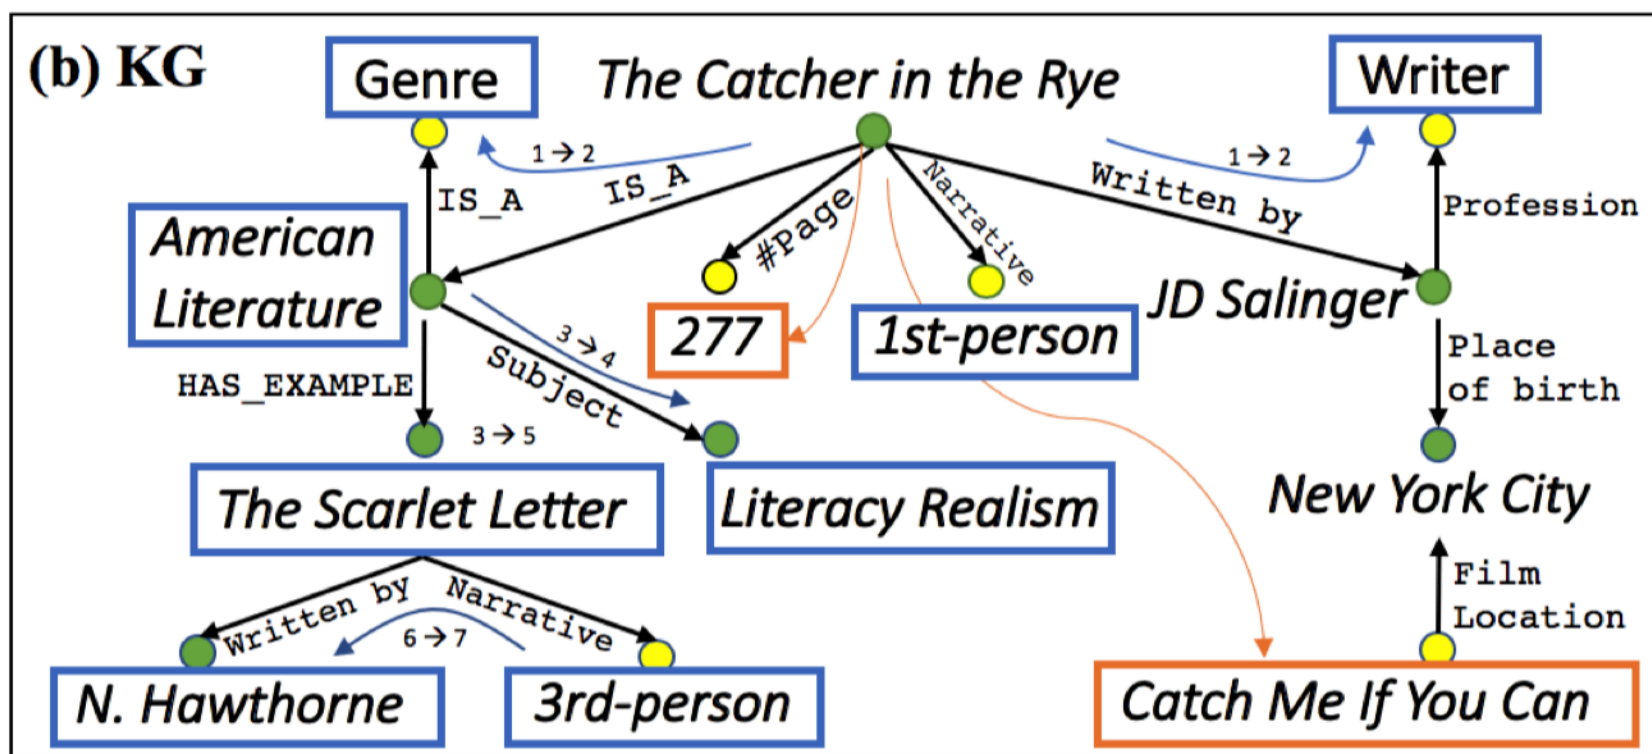 (b) KG
Genre
The Catcher in the Rye
Writer
1 → 2
1 → 2
IS_A
IS_A
#Page
Narrative
Written by
Profession
American
Literature
277
1st-person
JD Salinger
3 → 4
Subject
HAS_EXAMPLE
Place
of birth
3 → 5
The Scarlet Letter
Literacy Realism
New York City
Written by
Narrative
6 → 7
Film
Location
N. Hawthorne
3rd-person
Catch Me If You Can